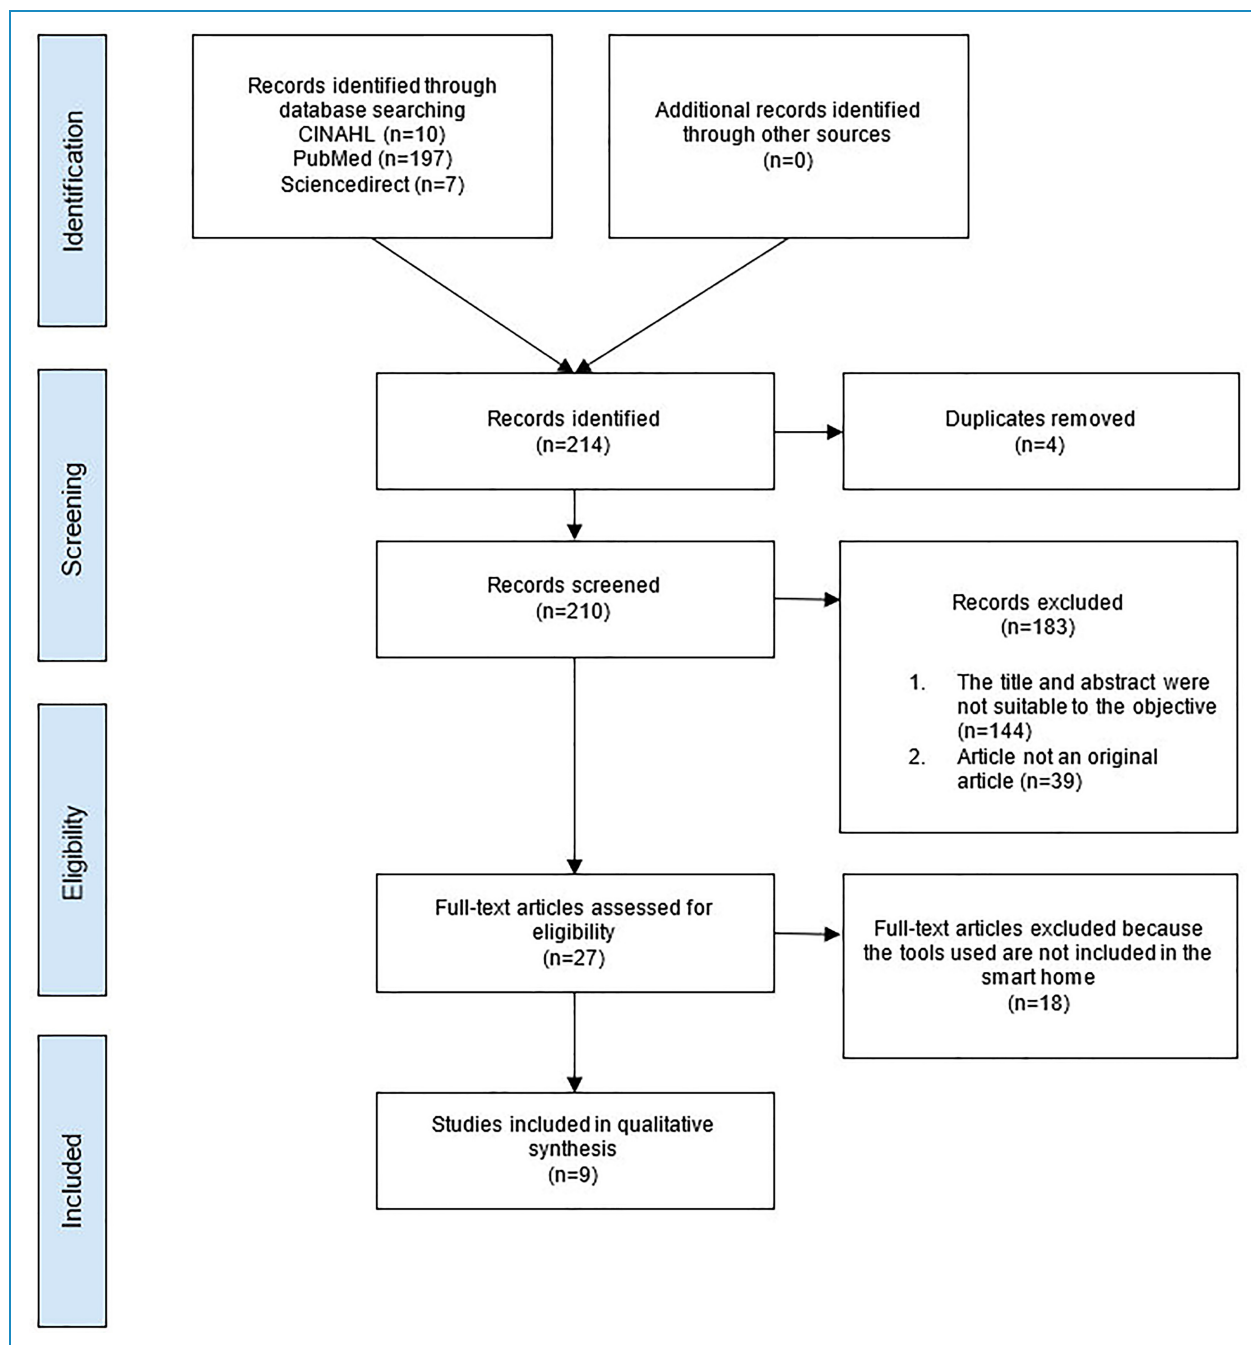 Identification
Records identified through
database searching
CINAHL (n=10)
PubMed (n=197)
Sciencedirect (n=7)
Additional records identified
through other sources
(n=0)
Screening
Records identified
(n=214)
Duplicates removed
(n=4)
Records screened
(n=210)
Records excluded
(n=183)
1. The title and abstract were
not suitable to the objective
(n=144)
2. Article not an original
article (n=39)
Eligibility
Full-text articles assessed for
eligibility
(n=27)
Full-text articles excluded because
the tools used are not included in the
smart home
(n=18)
Included
Studies included in qualitative
synthesis
(n=9)